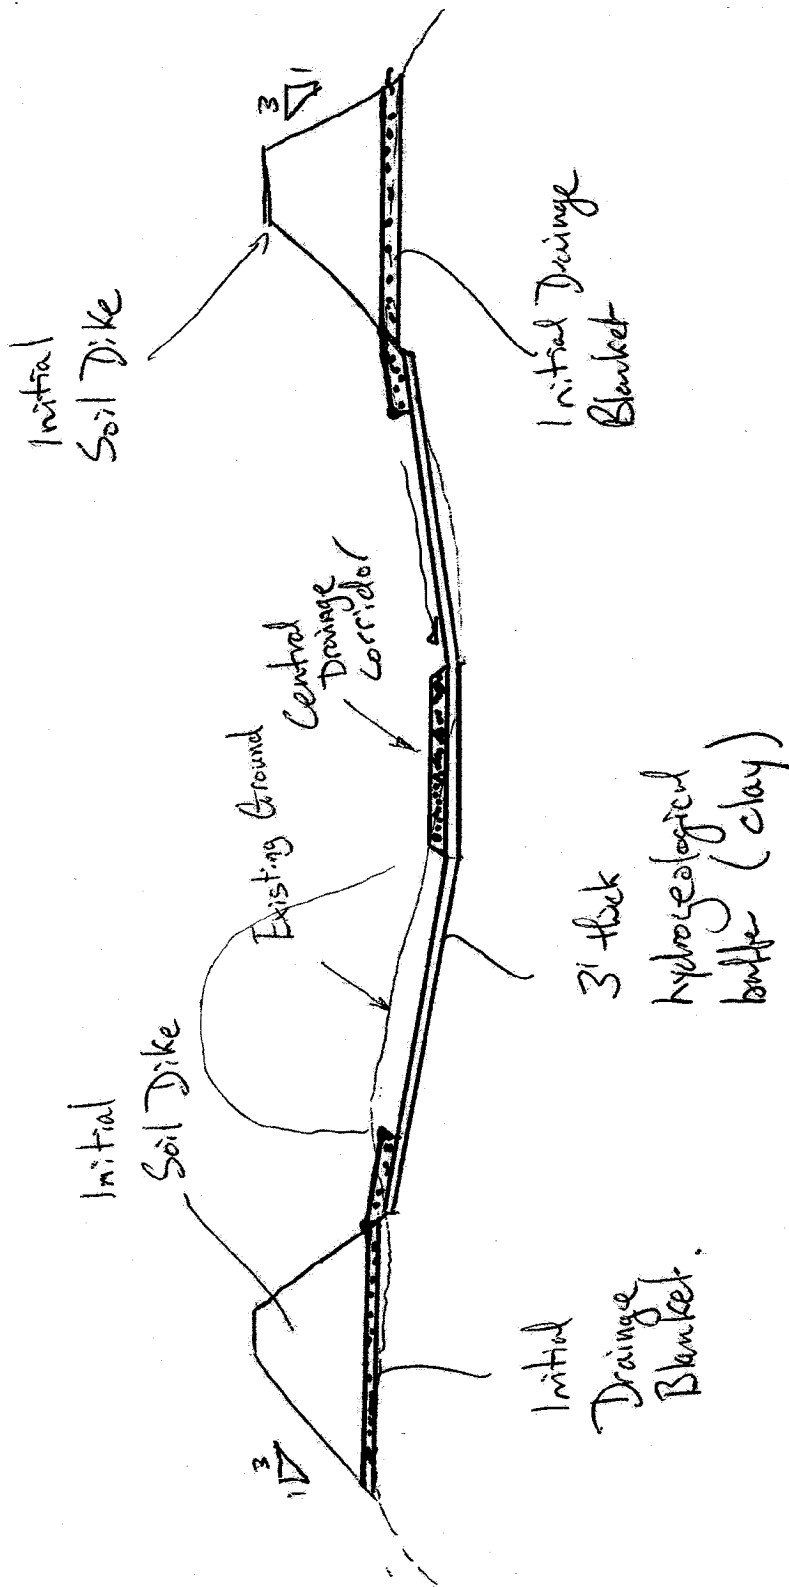 Initial
Soil Dike
3
1
Existing Ground
Central
Drainage
Corridor
Initial
Soil Dike
3
1
Initial
Drainage
Blanket.
3' thick
hydrogeological
buffer (clay)
Initial Drainge
Blanket